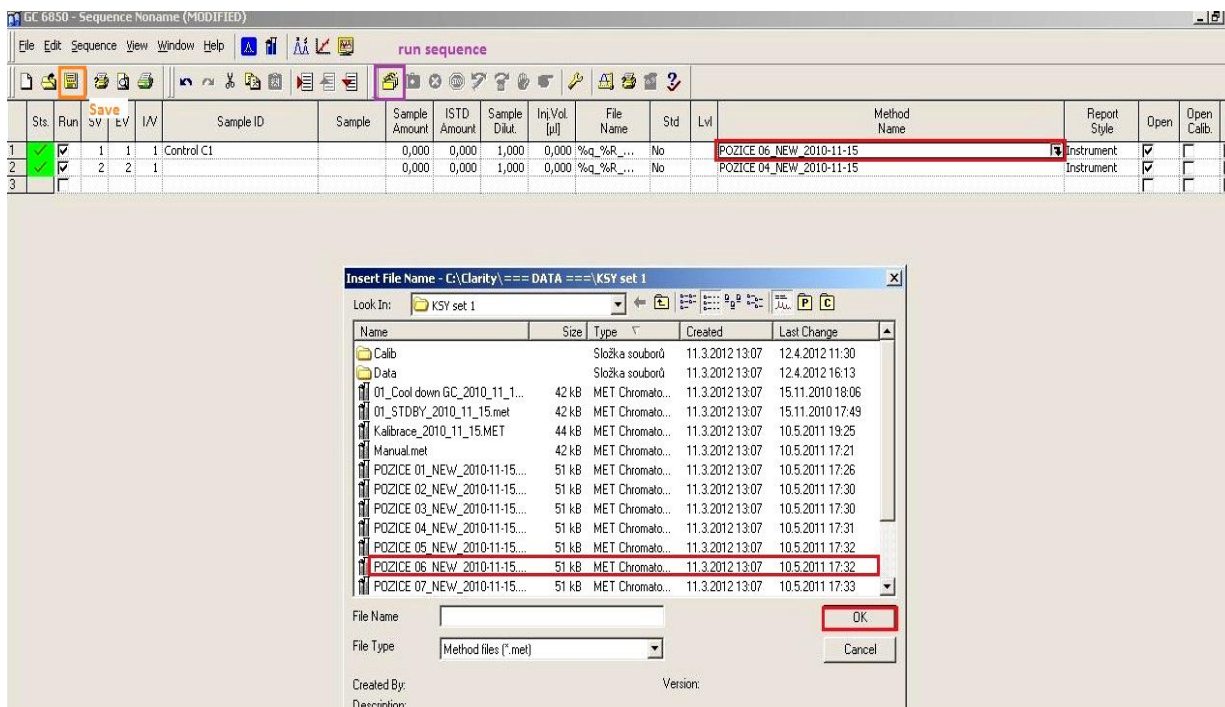 GC 6850 - Sequence Noname (MODIFIED)
File Edit Sequence View Window Help
run sequence
Save
Sts. Run SV EV I/V Sample ID Sample Sample Amount ISTD Amount Sample Dilut. Inj.Vol. [µl] File Name Std Lvl Method Name Report Style Open Open Calib.
1 1 1 1 Control C1 0,000 0,000 1,000 0,000 %q_%R_... No POZICE 06_NEW_2010-11-15 Instrument
2 2 2 1 0,000 0,000 1,000 0,000 %q_%R_... No POZICE 04_NEW_2010-11-15 Instrument
3
Insert File Name - C:\Clarity\=== DATA ===\KSY set 1
Look In: KSY set 1
P C
Name Size Type Created Last Change
Calib Složka souborů 11.3.2012 13:07 12.4.2012 11:30
Data Složka souborů 11.3.2012 13:07 12.4.2012 16:13
01_Cool down GC_2010_11_1... 42 kB MET Chromato... 11.3.2012 13:07 15.11.2010 18:06
01_STDBY_2010_11_15.met 42 kB MET Chromato... 11.3.2012 13:07 15.11.2010 17:49
Kalibrace_2010_11_15.MET 44 kB MET Chromato... 11.3.2012 13:07 10.5.2011 19:25
Manual.met 42 kB MET Chromato... 11.3.2012 13:07 10.5.2011 17:21
POZICE 01_NEW_2010-11-15.... 51 kB MET Chromato... 11.3.2012 13:07 10.5.2011 17:26
POZICE 02_NEW_2010-11-15.... 51 kB MET Chromato... 11.3.2012 13:07 10.5.2011 17:30
POZICE 03_NEW_2010-11-15.... 51 kB MET Chromato... 11.3.2012 13:07 10.5.2011 17:30
POZICE 04_NEW_2010-11-15.... 51 kB MET Chromato... 11.3.2012 13:07 10.5.2011 17:31
POZICE 05_NEW_2010-11-15.... 51 kB MET Chromato... 11.3.2012 13:07 10.5.2011 17:32
POZICE 06_NEW_2010-11-15.... 51 kB MET Chromato... 11.3.2012 13:07 10.5.2011 17:32
POZICE 07_NEW_2010-11-15.... 51 kB MET Chromato... 11.3.2012 13:07 10.5.2011 17:33
File Name OK
File Type Method files (*.met) Cancel
Created By: Version:
Description: